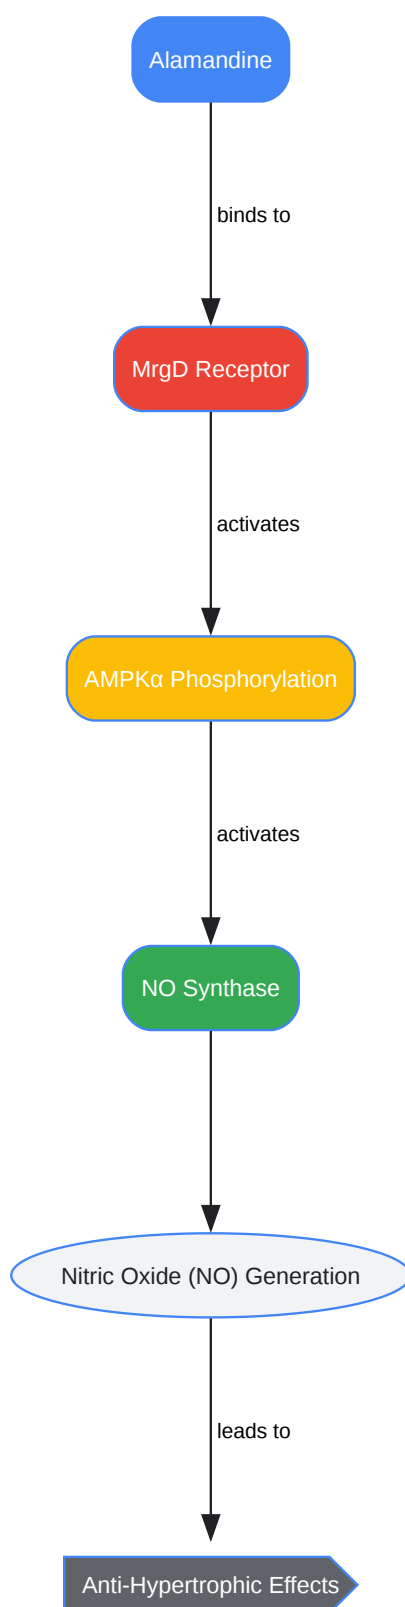 Alamandine
binds to
MrgD Receptor
activates
AMPKα Phosphorylation
activates
NO Synthase
Nitric Oxide (NO) Generation
leads to
Anti-Hypertrophic Effects